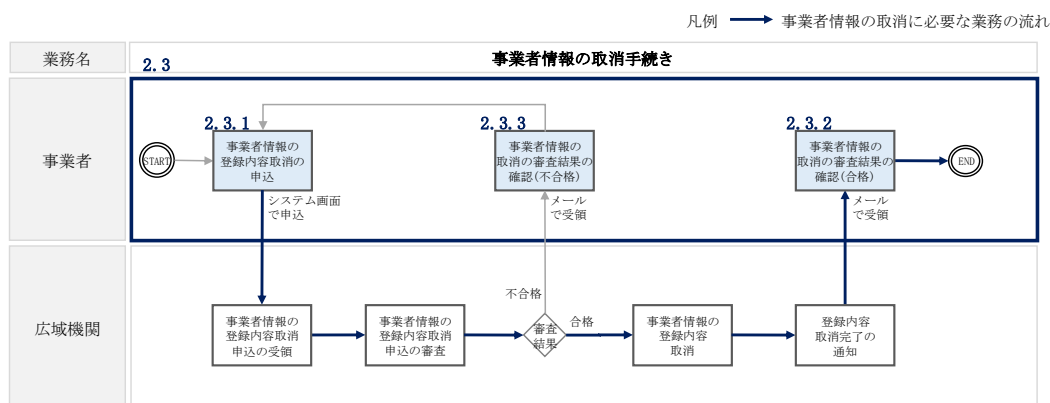 凡例 事業者情報の取消に必要な業務の流れ
業務名
2.3
事業者情報の取消手続き
事業者
START
2.3.1
事業者情報の
登録内容取消の
申込
システム画面
で申込
2.3.3
事業者情報の
取消の審査結果の
確認(不合格)
メール
で受領
2.3.2
事業者情報の
取消の審査結果の
確認(合格)
メール
で受領
END
広域機関
事業者情報の
登録内容取消
申込の受領
事業者情報の
登録内容取消
申込の審査
不合格
審査
結果
合格
事業者情報の
登録内容
取消
登録内容
取消完了の
通知